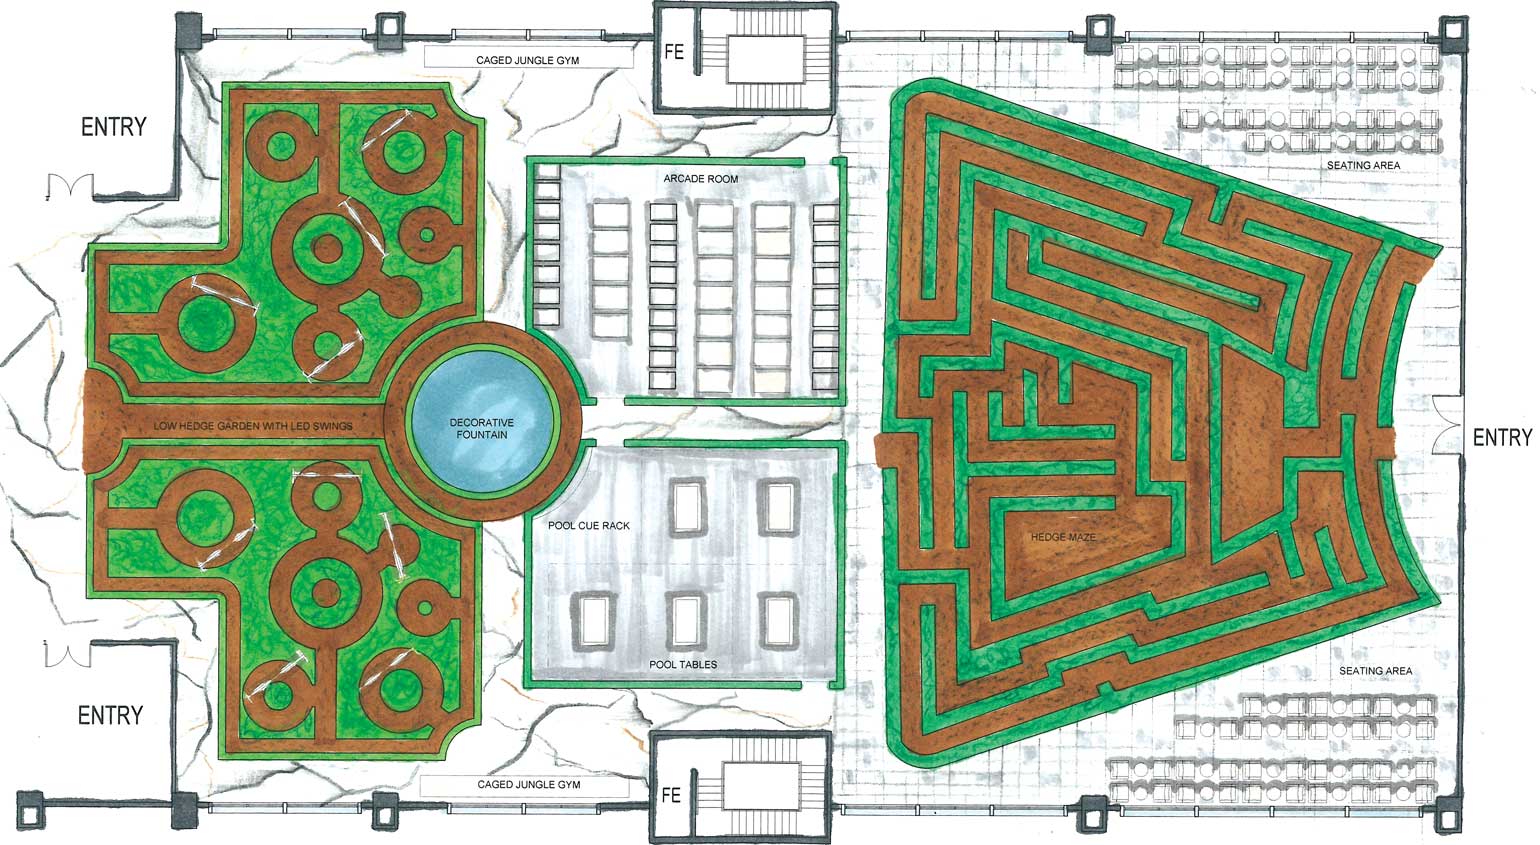 FE
CAGED JUNGLE GYM
ENTRY
SEATING AREA
ARCADE ROOM
LOW HEDGE GARDEN WITH LED SWINGS
DECORATIVE
FOUNTAIN
ENTRY
POOL CUE RACK
HEDGE MAZE
POOL TABLES
SEATING AREA
ENTRY
CAGED JUNGLE GYM
FE